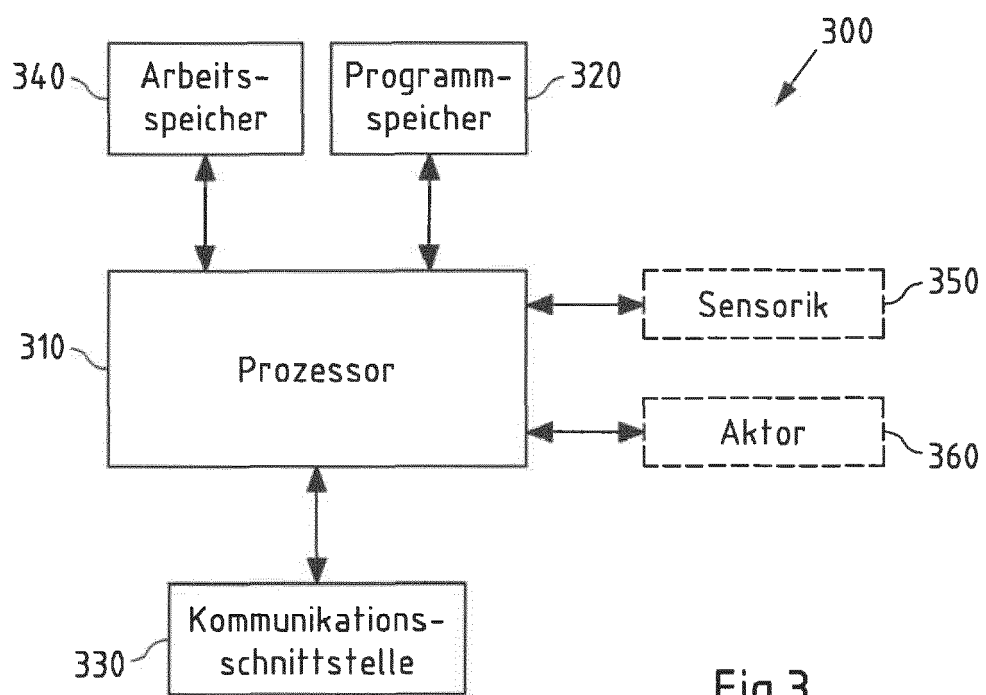 300
340
Arbeits-
speicher
Programm-
speicher
320
350
Sensorik
310
Prozessor
Aktor
360
Kommunikations-
schnittstelle
330
Fig.3